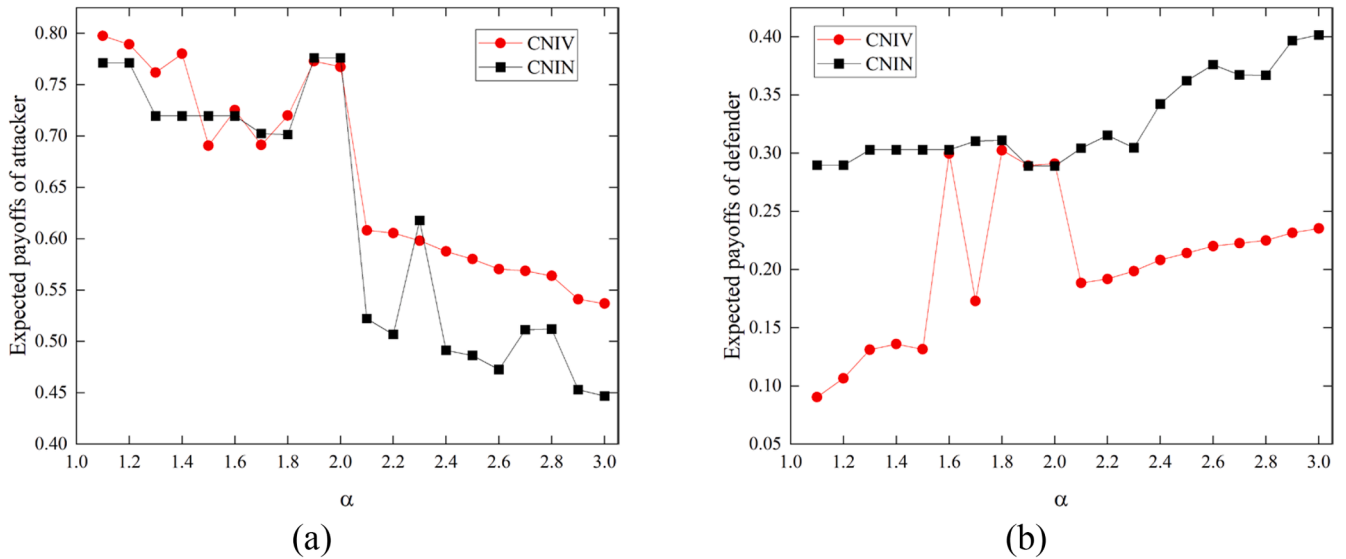 0.80
0.75
0.70
0.65
0.60
0.55
0.50
0.45
0.40
Expected payoffs of attacker
CNIV
CNIN
1.0 1.2 1.4 1.6 1.8 2.0 2.2 2.4 2.6 2.8 3.0
α
(a)
0.40
0.35
0.30
0.25
0.20
0.15
0.10
0.05
Expected payoffs of defender
CNIV
CNIN
1.0 1.2 1.4 1.6 1.8 2.0 2.2 2.4 2.6 2.8 3.0
α
(b)